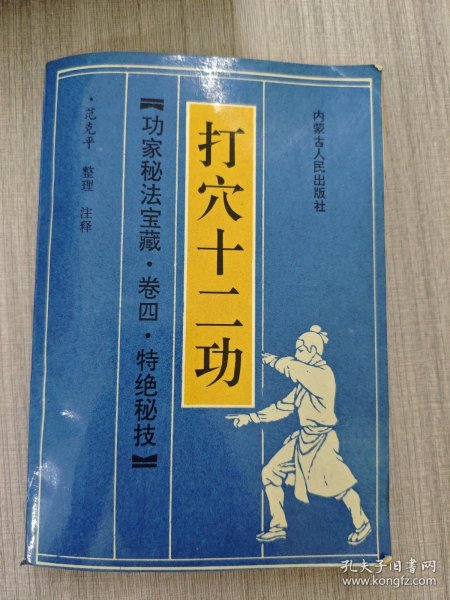 内蒙古人民出版社
打穴十二功
【功家秘法宝藏·卷四·特绝秘技】
·范克平 整理 注释
孔夫子旧书网
www.kongfz.com